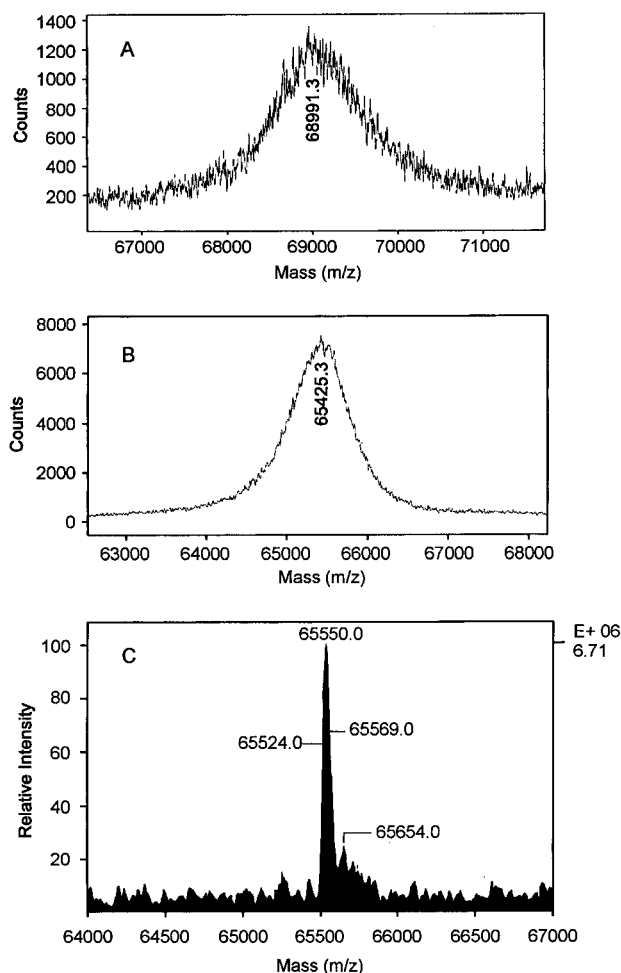 1400
1200
1000
800
600
400
200
Counts
A
68991.3
67000 68000 69000 70000 71000
Mass (m/z)
8000
6000
4000
2000
0
Counts
B
65425.3
63000 64000 65000 66000 67000 68000
Mass (m/z)
65550.0
E+ 06
6.71
100
80
60
40
20
Relative Intensity
C
65524.0
65569.0
65654.0
64000 64500 65000 65500 66000 66500 67000
Mass (m/z)